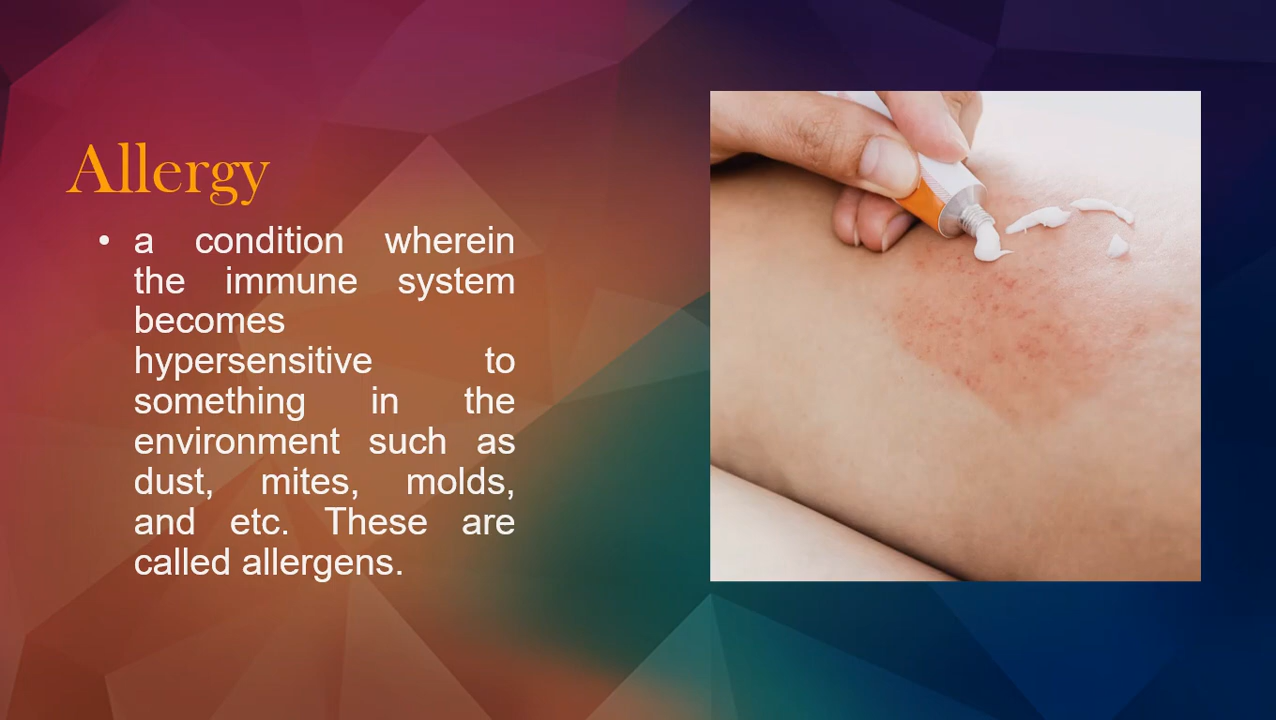 Allergy
• a condition wherein
the immune system
becomes
hypersensitive to
something in the
environment such as
dust, mites, molds,
and etc. These are
called allergens.